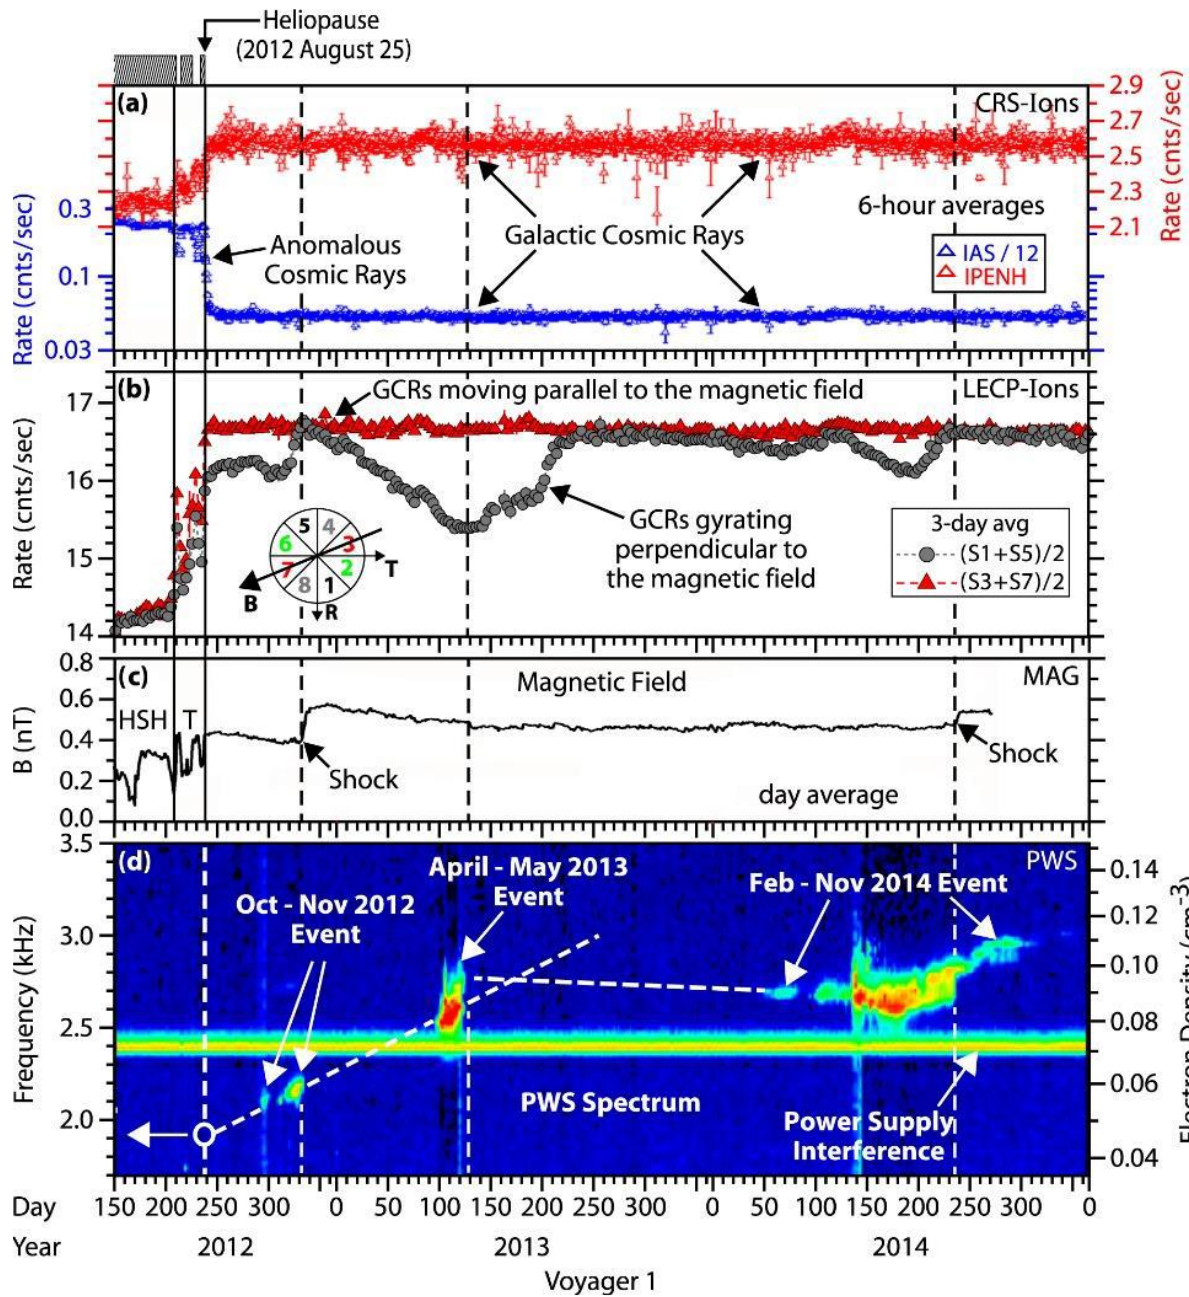 Heliopause
(2012 August 25)
(a)
CRS-Ions
2.9
2.7
2.5
2.3
2.1
Rate (cnts/sec)
0.3
0.1
0.03
Rate (cnts/sec)
Anomalous
Cosmic Rays
Galactic Cosmic Rays
6-hour averages
IAS / 12
IPENH
(b)
GCRs moving parallel to the magnetic field
LECP-Ions
17
16
15
14
Rate (cnts/sec)
5 4
6 3
7 2
8 1
T
B
R
GCRs gyrating
perpendicular to
the magnetic field
3-day avg
(S1+S5)/2
(S3+S7)/2
(c)
Magnetic Field
MAG
0.8
0.6
0.4
0.2
0.0
B (nT)
HSH T
Shock
Shock
day average
(d)
PWS
3.5
3.0
2.5
2.0
Frequency (kHz)
April - May 2013
Event
Oct - Nov 2012
Event
Feb - Nov 2014 Event
0.14
0.12
0.10
0.08
0.06
0.04
Electron Density (cm⁻³)
PWS Spectrum
Power Supply
Interference
Day 150 200 250 300 0 50 100 150 200 250 300 0 50 100 150 200 250 300
Year 2012 2013 2014
Voyager 1